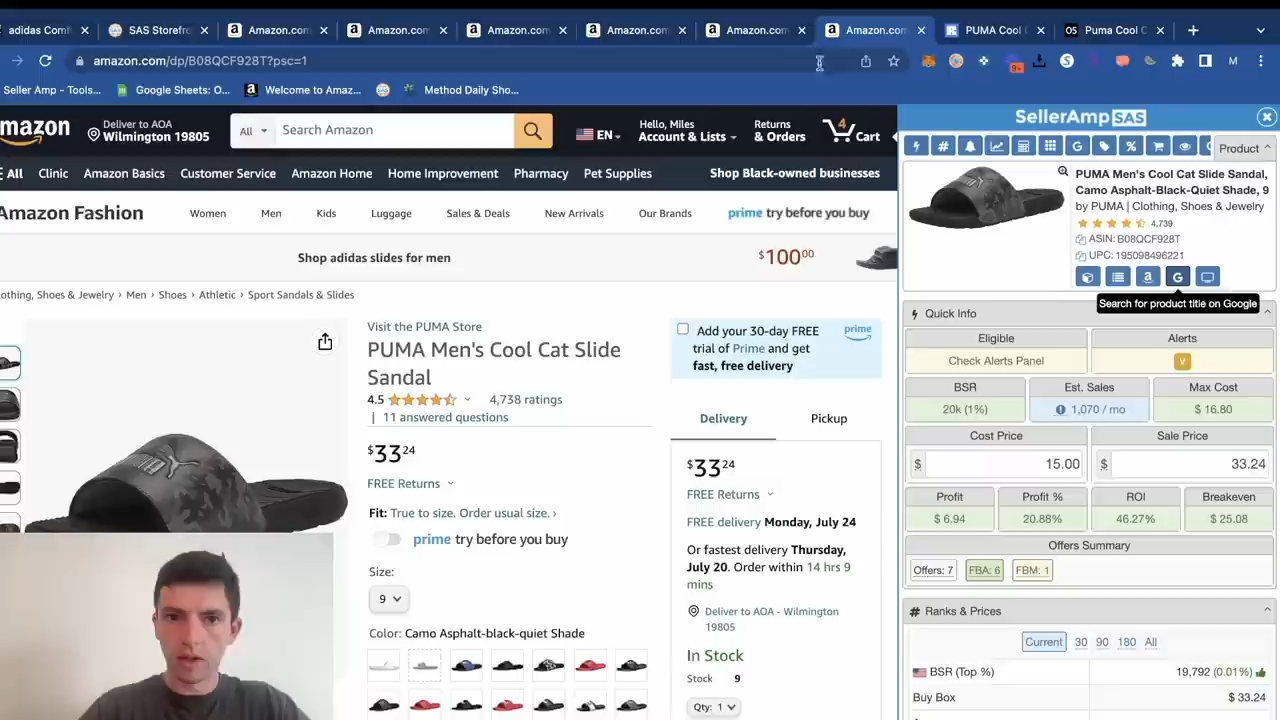 adidas Comf
SAS Storefro
Amazon.com
Amazon.com
Amazon.com
Amazon.com
Amazon.com
Amazon.com
PUMA Cool C
Puma Cool C
amazon.com/dp/B08QCF928T?psc=1
9+
M
Seller Amp - Tools...
Google Sheets: O...
Welcome to Amaz...
Method Daily Sho...
mazon
Deliver to AOA
Wilmington 19805
All
Search Amazon
EN
Hello, Miles
Account & Lists
Returns
& Orders
4
Cart
All
Clinic
Amazon Basics
Customer Service
Amazon Home
Home Improvement
Pharmacy
Pet Supplies
Shop Black-owned businesses
Amazon Fashion
Women
Men
Kids
Luggage
Sales & Deals
New Arrivals
Our Brands
prime try before you buy
Shop adidas slides for men
$100⁰⁰
othing, Shoes & Jewelry › Men › Shoes › Athletic › Sport Sandals & Slides
Visit the PUMA Store
PUMA Men's Cool Cat Slide
Sandal
4.5
4,738 ratings
| 11 answered questions
$33²⁴
FREE Returns
Fit: True to size. Order usual size. ›
prime try before you buy
Size:
9
Color: Camo Asphalt-black-quiet Shade
Add your 30-day FREE
trial of Prime and get
fast, free delivery
prime
Delivery
Pickup
$33²⁴
FREE Returns
FREE delivery Monday, July 24
Or fastest delivery Thursday,
July 20. Order within 14 hrs 9
mins
Deliver to AOA - Wilmington
19805
In Stock
Stock 9
Qty: 1
SellerAmp SAS
Product
PUMA Men's Cool Cat Slide Sandal,
Camo Asphalt-Black-Quiet Shade, 9
by PUMA | Clothing, Shoes & Jewelry
4,739
ASIN: B08QCF928T
UPC: 195098496221
Search for product title on Google
Quick Info
Eligible
Alerts
Check Alerts Panel
V
BSR
Est. Sales
Max Cost
20k (1%)
1,070 / mo
$ 16.80
Cost Price
Sale Price
$ 15.00
$ 33.24
Profit
Profit %
ROI
Breakeven
$ 6.94
20.88%
46.27%
$ 25.08
Offers Summary
Offers: 7
FBA: 6
FBM: 1
Ranks & Prices
Current
30
90
180
All
BSR (Top %)
19,792 (0.01%)
Buy Box
$ 33.24